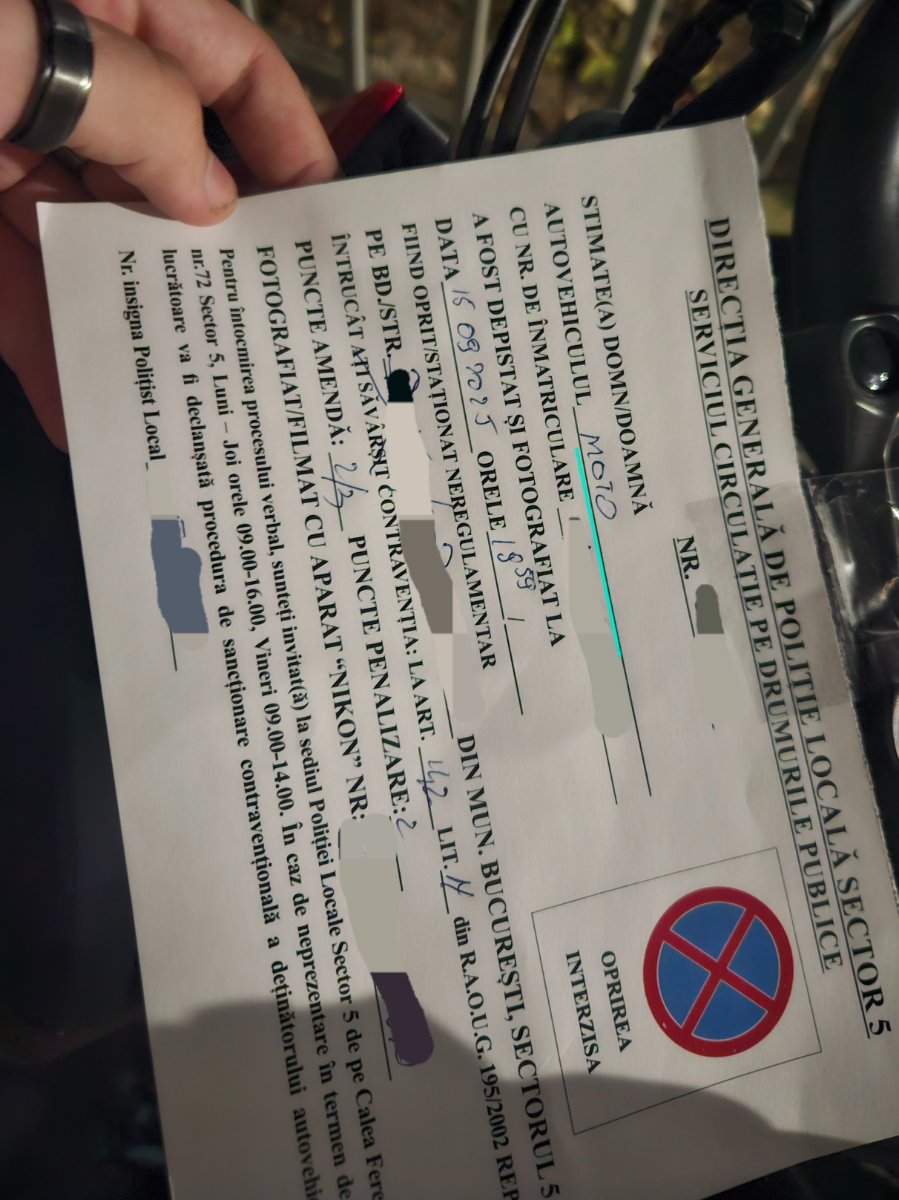 DIRECȚIA GENERALĂ DE POLIȚIE LOCALĂ SECTOR 5
SERVICIUL CIRCULAȚIE PE DRUMURILE PUBLICE
NR.
OPRIREA
INTERZISA
STIMATE(A) DOMN/DOAMNĂ
AUTOVEHICULUL MOTO
CU NR. DE ÎNMATRICULARE
A FOST DEPISTAT ȘI FOTOGRAFIAT LA
DATA 15 09 2025 ORELE 18 59
FIIND OPRIT/STAȚIONAT NEREGULAMENTAR
PE BD./STR. DIN MUN. BUCUREȘTI, SECTORUL 5
ÎNTRUCÂT AȚI SĂVÂRȘIT CONTRAVENȚIA: LA ART. 142 LIT. din R.A.O.U.G. 195/2002 REP
PUNCTE AMENDĂ: 2/3 PUNCTE PENALIZARE: 2
FOTOGRAFIAT/FILMAT CU APARAT “NIKON” NR:
Pentru întocmirea procesului verbal, sunteți invitat(ă) la sediul Poliției Locale Sector 5 de pe Calea Fere
nr.72 Sector 5, Luni – Joi orele 09.00-16.00, Vineri 09.00-14.00. În caz de neprezentare în termen de
lucrătoare va fi declanșată procedura de sancționare contravențională a deținătorului autovehi
Nr. insigna Polițist Local